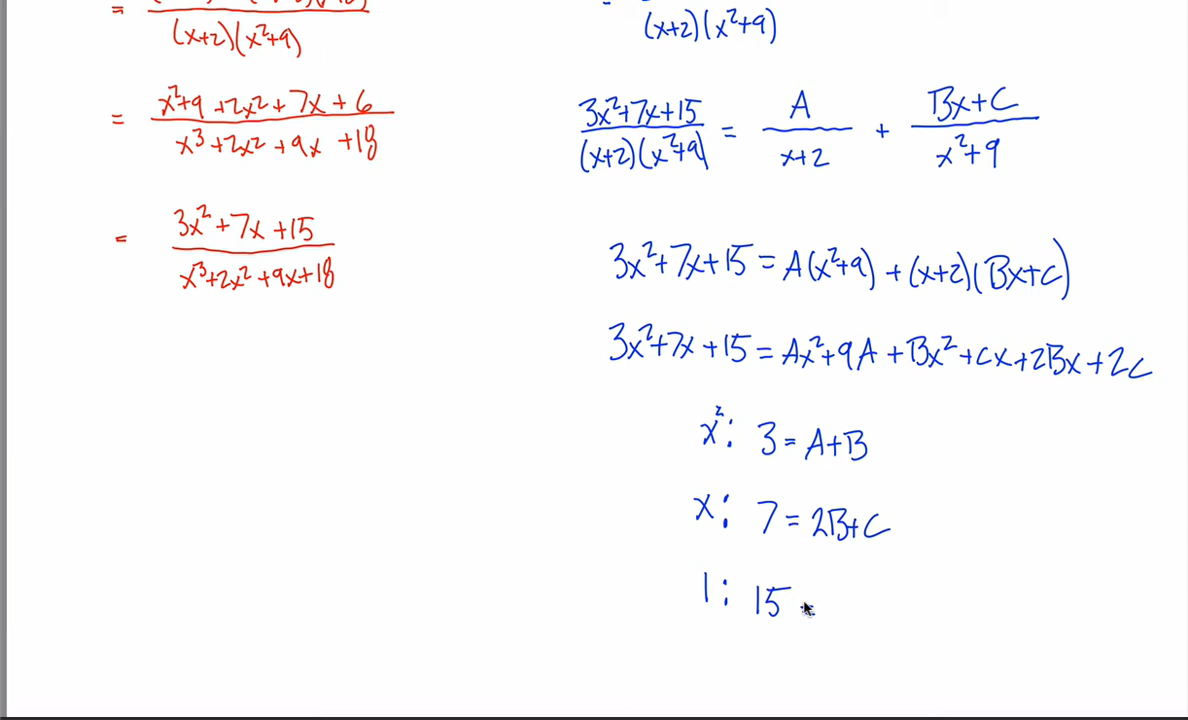 = / (x+2)(x²+9)
= (x²+9+2x²+7x+6)/(x³+2x²+9x+18)
= (3x²+7x+15)/(x³+2x²+9x+18)
(x+2)(x²+9)
(3x²+7x+15)/((x+2)(x²+9)) = A/(x+2) + (Bx+C)/(x²+9)
3x²+7x+15 = A(x²+9) + (x+2)(Bx+C)
3x²+7x+15 = Ax²+9A+Bx²+Cx+2Bx+2C
x²: 3 = A+B
x: 7 = 2B+C
1: 15